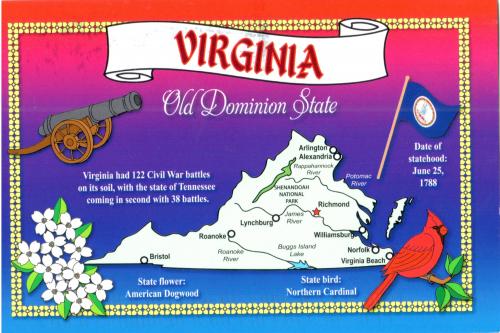 VIRGINIA
Old Dominion State
Virginia had 122 Civil War battles
on its soil, with the state of Tennessee
coming in second with 38 battles.
Date of
statehood:
June 25,
1788
Arlington
Alexandria
Rappahannock
River
Potomac
River
SHENANDOAH
NATIONAL
PARK
Richmond
James
River
Lynchburg
Williamsburg
Roanoke
Roanoke
River
Buggs Island
Lake
Norfolk
Virginia Beach
Bristol
State flower:
American Dogwood
State bird:
Northern Cardinal